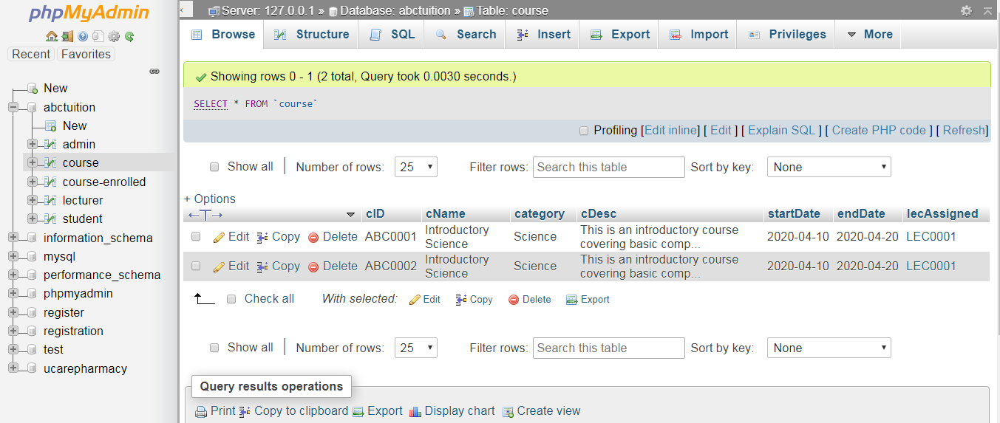 phpMyAdmin
Recent Favorites
New
abctuition
New
admin
course
course-enrolled
lecturer
student
information_schema
mysql
performance_schema
phpmyadmin
register
registration
test
ucarepharmacy
Server: 127.0.0.1 » Database: abctuition » Table: course
Browse Structure SQL Search Insert Export Import Privileges More
Showing rows 0 - 1 (2 total, Query took 0.0030 seconds.)
SELECT * FROM `course`
Profiling [Edit inline] [ Edit ] [ Explain SQL ] [ Create PHP code ] [ Refresh]
Show all Number of rows: 25 Filter rows: Search this table Sort by key: None
+ Options
←T→ cID cName category cDesc startDate endDate lecAssigned
Edit Copy Delete ABC0001 Introductory Science Science This is an introductory course covering basic comp... 2020-04-10 2020-04-20 LEC0001
Edit Copy Delete ABC0002 Introductory Science Science This is an introductory course covering basic comp... 2020-04-10 2020-04-20 LEC0001
Check all With selected: Edit Copy Delete Export
Show all Number of rows: 25 Filter rows: Search this table Sort by key: None
Query results operations
Print Copy to clipboard Export Display chart Create view